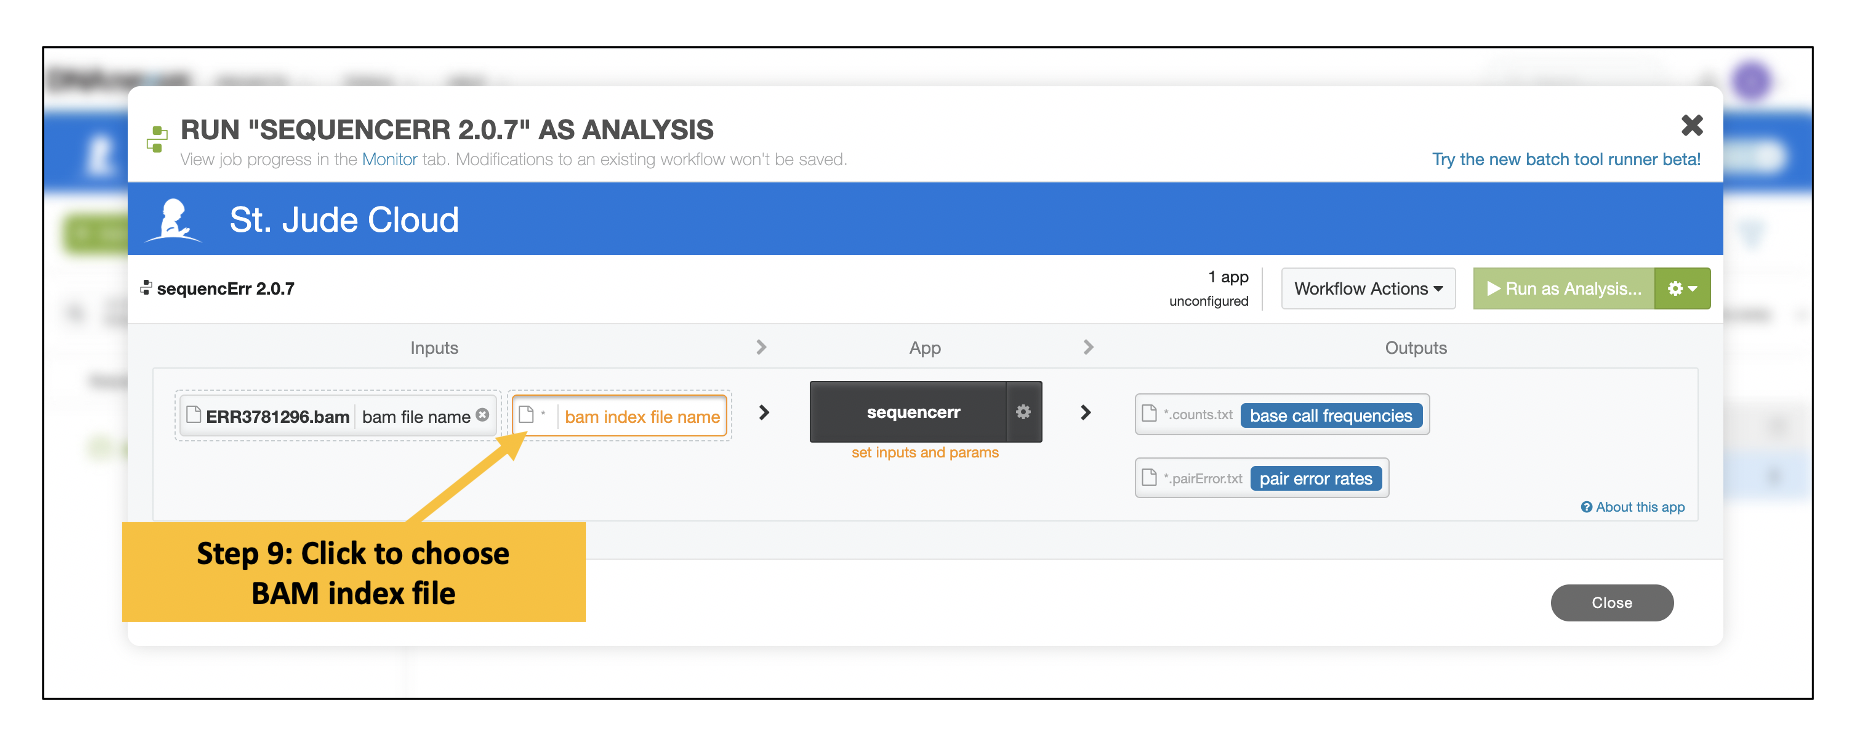 RUN "SEQUENCERR 2.0.7" AS ANALYSIS
View job progress in the Monitor tab. Modifications to an existing workflow won't be saved.
Try the new batch tool runner beta!
St. Jude Cloud
sequencErr 2.0.7
1 app
unconfigured
Workflow Actions
Run as Analysis...
Inputs
App
Outputs
ERR3781296.bam bam file name
* bam index file name
sequencerr
set inputs and params
*.counts.txt base call frequencies
*.pairError.txt pair error rates
About this app
Step 9: Click to choose
BAM index file
Close